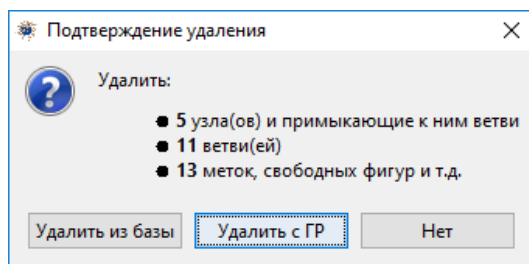 Подтверждение удаления
Удалить:
5 узла(ов) и примыкающие к ним ветви
11 ветви(ей)
13 меток, свободных фигур и т.д.
Удалить из базы Удалить с ГР Нет